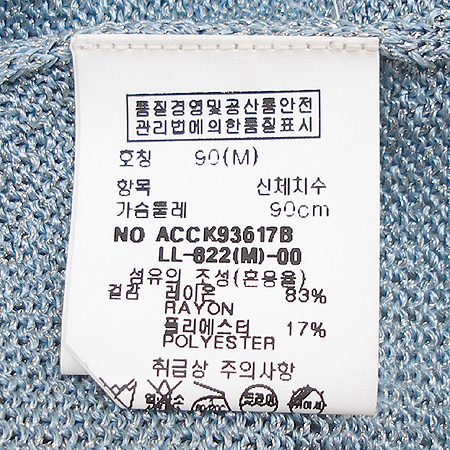 품질경영및공산품안전
관리법에의한품질표시
호칭 90(M)
항목 신체치수
가슴둘레 90cm
NO ACCK93617B
LL-622(M)-00
섬유의 조성(혼용율)
겉감 레이온 83%
RAYON
폴리에스터 17%
POLYESTER
취급상 주의사항
드라이